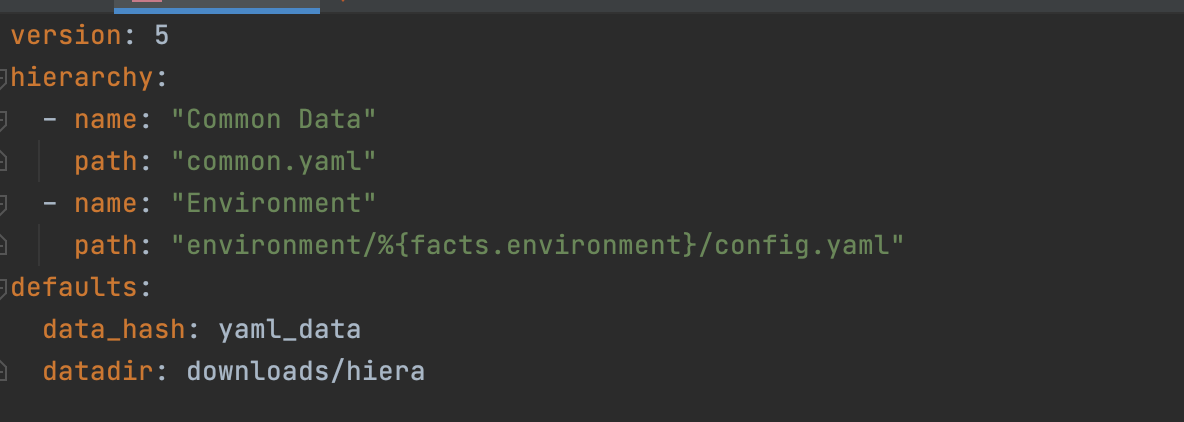 version: 5
hierarchy:
  - name: "Common Data"
    path: "common.yaml"
  - name: "Environment"
    path: "environment/%{facts.environment}/config.yaml"
defaults:
  data_hash: yaml_data
  datadir: downloads/hiera